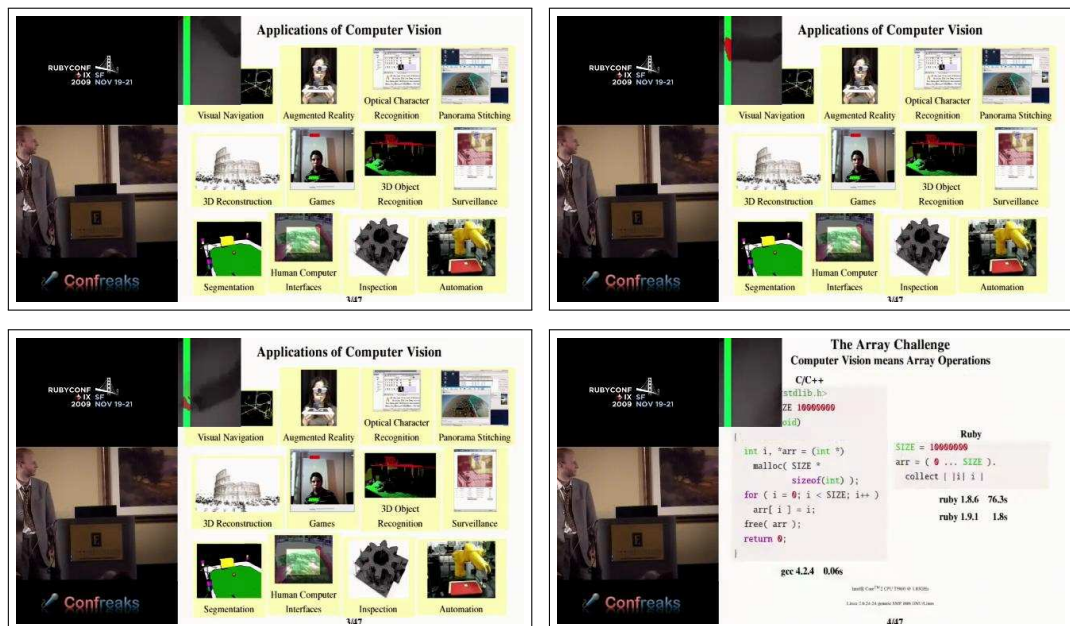 RUBYCONF
IX SF
2009 NOV 19-21
Confreaks
Applications of Computer Vision
Visual Navigation
Augmented Reality
Optical Character
Recognition
Panorama Stitching
3D Reconstruction
Games
3D Object
Recognition
Surveillance
Segmentation
Human Computer
Interfaces
Inspection
Automation
3/47
RUBYCONF
IX SF
2009 NOV 19-21
Confreaks
Applications of Computer Vision
Visual Navigation
Augmented Reality
Optical Character
Recognition
Panorama Stitching
3D Reconstruction
Games
3D Object
Recognition
Surveillance
Segmentation
Human Computer
Interfaces
Inspection
Automation
3/47
RUBYCONF
IX SF
2009 NOV 19-21
Confreaks
Applications of Computer Vision
Visual Navigation
Augmented Reality
Optical Character
Recognition
Panorama Stitching
3D Reconstruction
Games
3D Object
Recognition
Surveillance
Segmentation
Human Computer
Interfaces
Inspection
Automation
3/47
RUBYCONF
IX SF
2009 NOV 19-21
Confreaks
The Array Challenge
Computer Vision means Array Operations
C/C++
stdlib.h>
ZE 10000000
oid)
{
int i, *arr = (int *)
malloc( SIZE *
sizeof(int) );
for ( i = 0; i < SIZE; i++ )
arr[ i ] = i;
free( arr );
return 0;
}
gcc 4.2.4 0.06s
Ruby
SIZE = 10000000
arr = ( 0 ... SIZE ).
collect { |i| i }
ruby 1.8.6 76.3s
ruby 1.9.1 1.8s
4/47